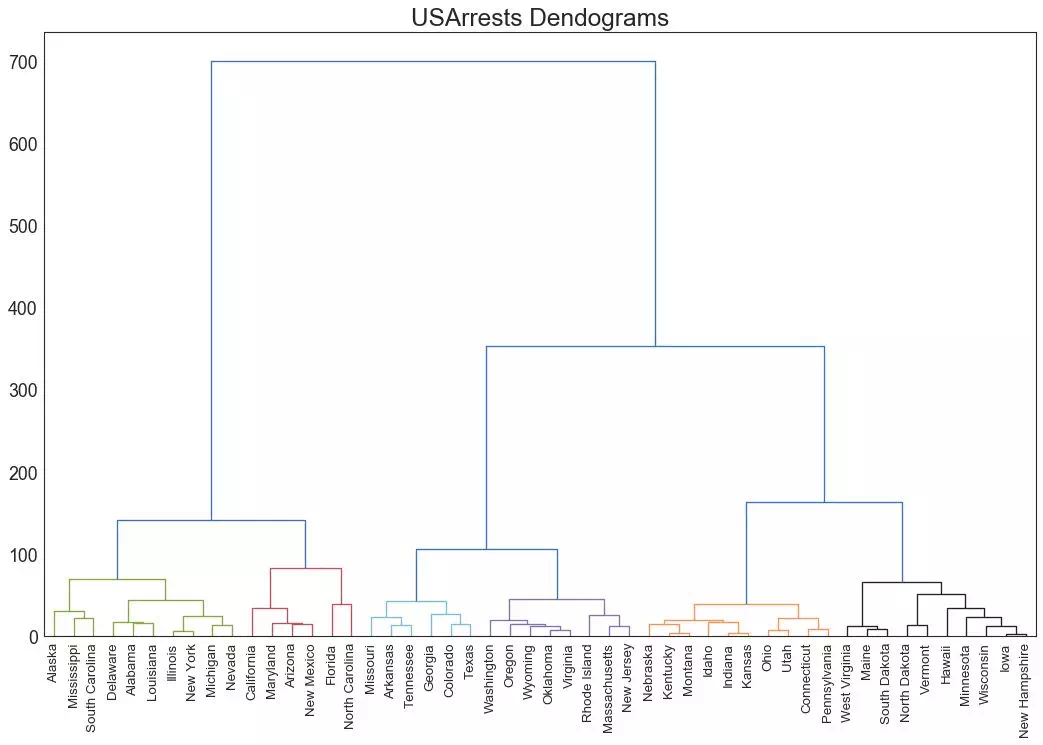 USArrests Dendograms
700
600
500
400
300
200
100
0
Alaska
Mississippi
South Carolina
Delaware
Alabama
Louisiana
Illinois
New York
Michigan
Nevada
California
Maryland
Arizona
New Mexico
Florida
North Carolina
Missouri
Arkansas
Tennessee
Georgia
Colorado
Texas
Washington
Oregon
Wyoming
Oklahoma
Virginia
Rhode Island
Massachusetts
New Jersey
Nebraska
Kentucky
Montana
Idaho
Indiana
Kansas
Ohio
Utah
Connecticut
Pennsylvania
West Virginia
Maine
South Dakota
North Dakota
Vermont
Hawaii
Minnesota
Wisconsin
Iowa
New Hampshire